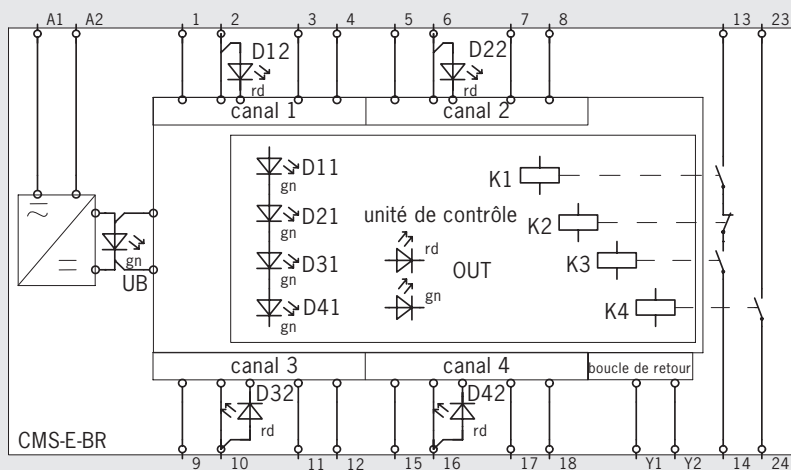 A1 A2 1 2 3 4 5 6 7 8 13 23
D12 D22
rd rd
canal 1 canal 2
D11
gn
K1
D21
gn
unité de contrôle
K2
gn
UB
D31
gn
rd
OUT
K3
D41
gn
gn
K4
canal 3 canal 4 boucle de retour
D32 D42
rd rd
CMS-E-BR
9 10 11 12 15 16 17 18 Y1 Y2 14 24